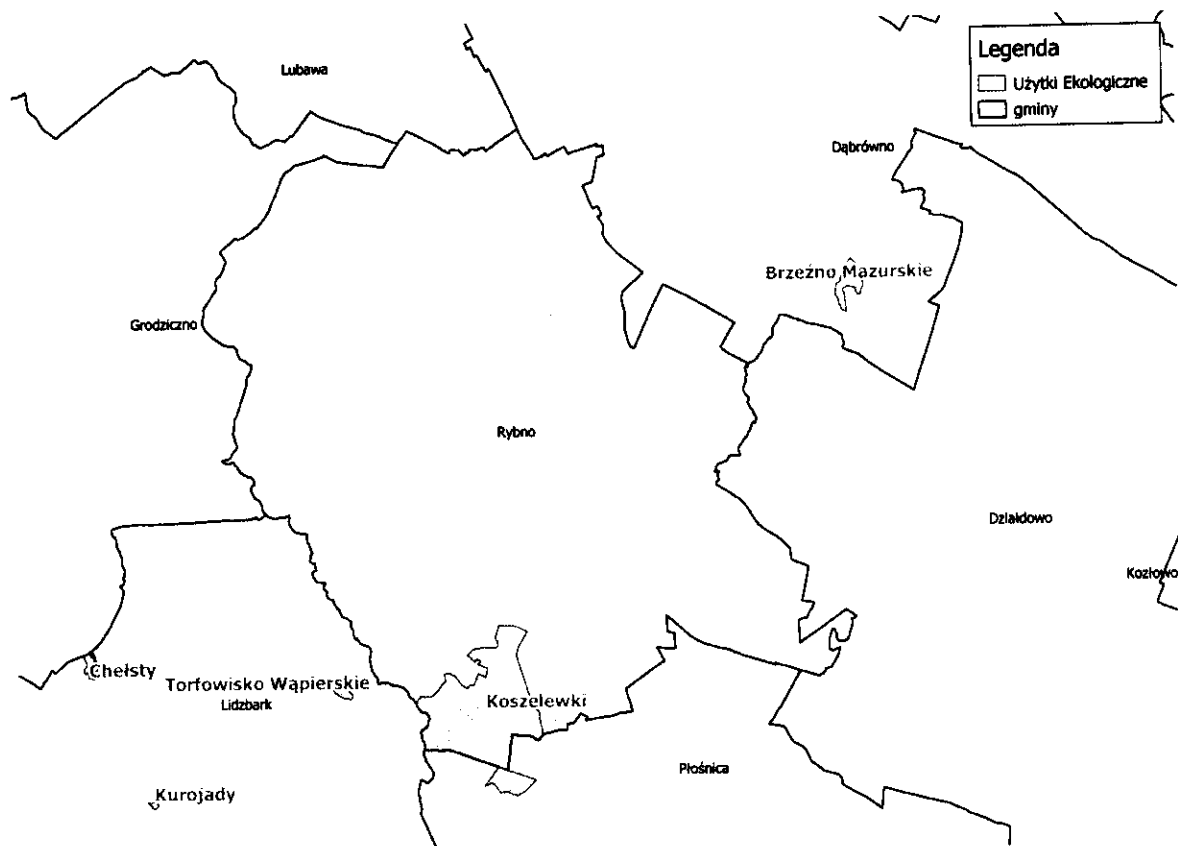 Legenda
Użytki Ekologiczne
gminy
Lubawa
Dąbrówno
Brzeźno Mazurskie
Grodziczno
Rybno
Działdowo
Kozłowo
Chełsty
Torfowisko Wąpierskie
Lidzbark
Koszelewki
Płośnica
Kurojady